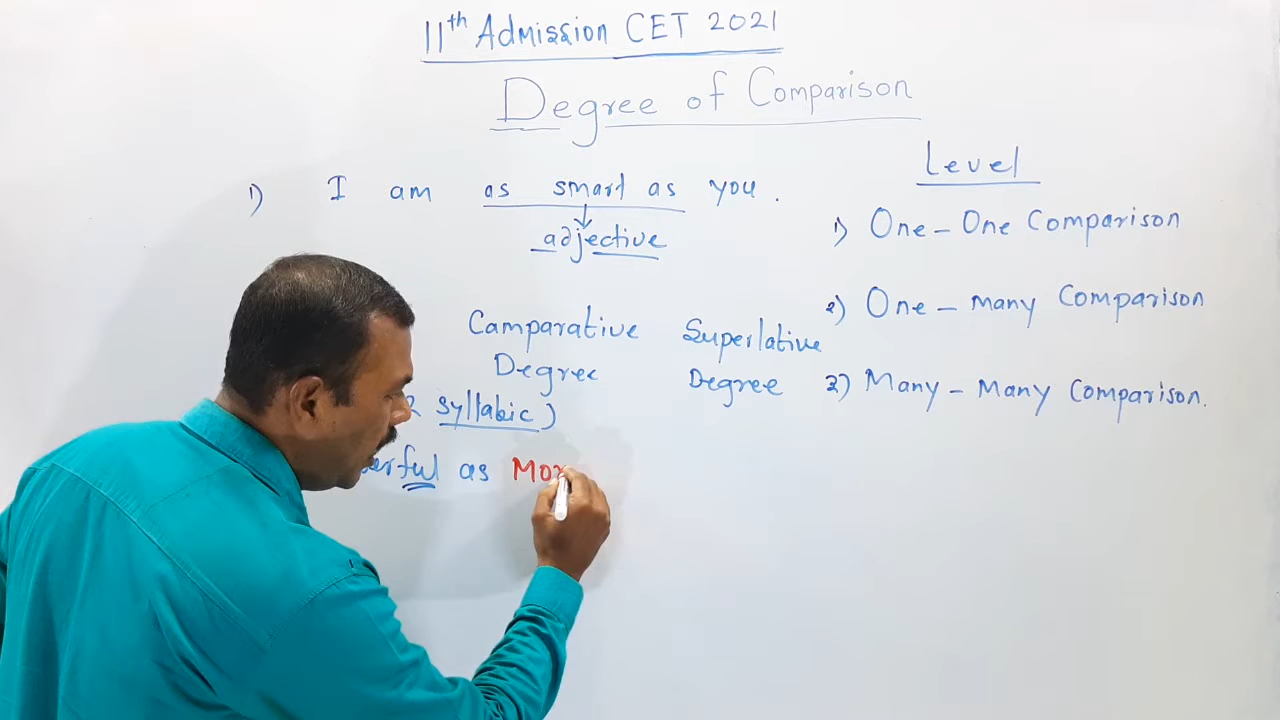 11th Admission CET 2021
Degree of Comparison
1) I am as smart as you.
adjective
Level
1) One - One Comparison
2) One - Many Comparison
3) Many - Many Comparison.
Camparative
Degree
Superlative
Degree
syllabic)
as Mor